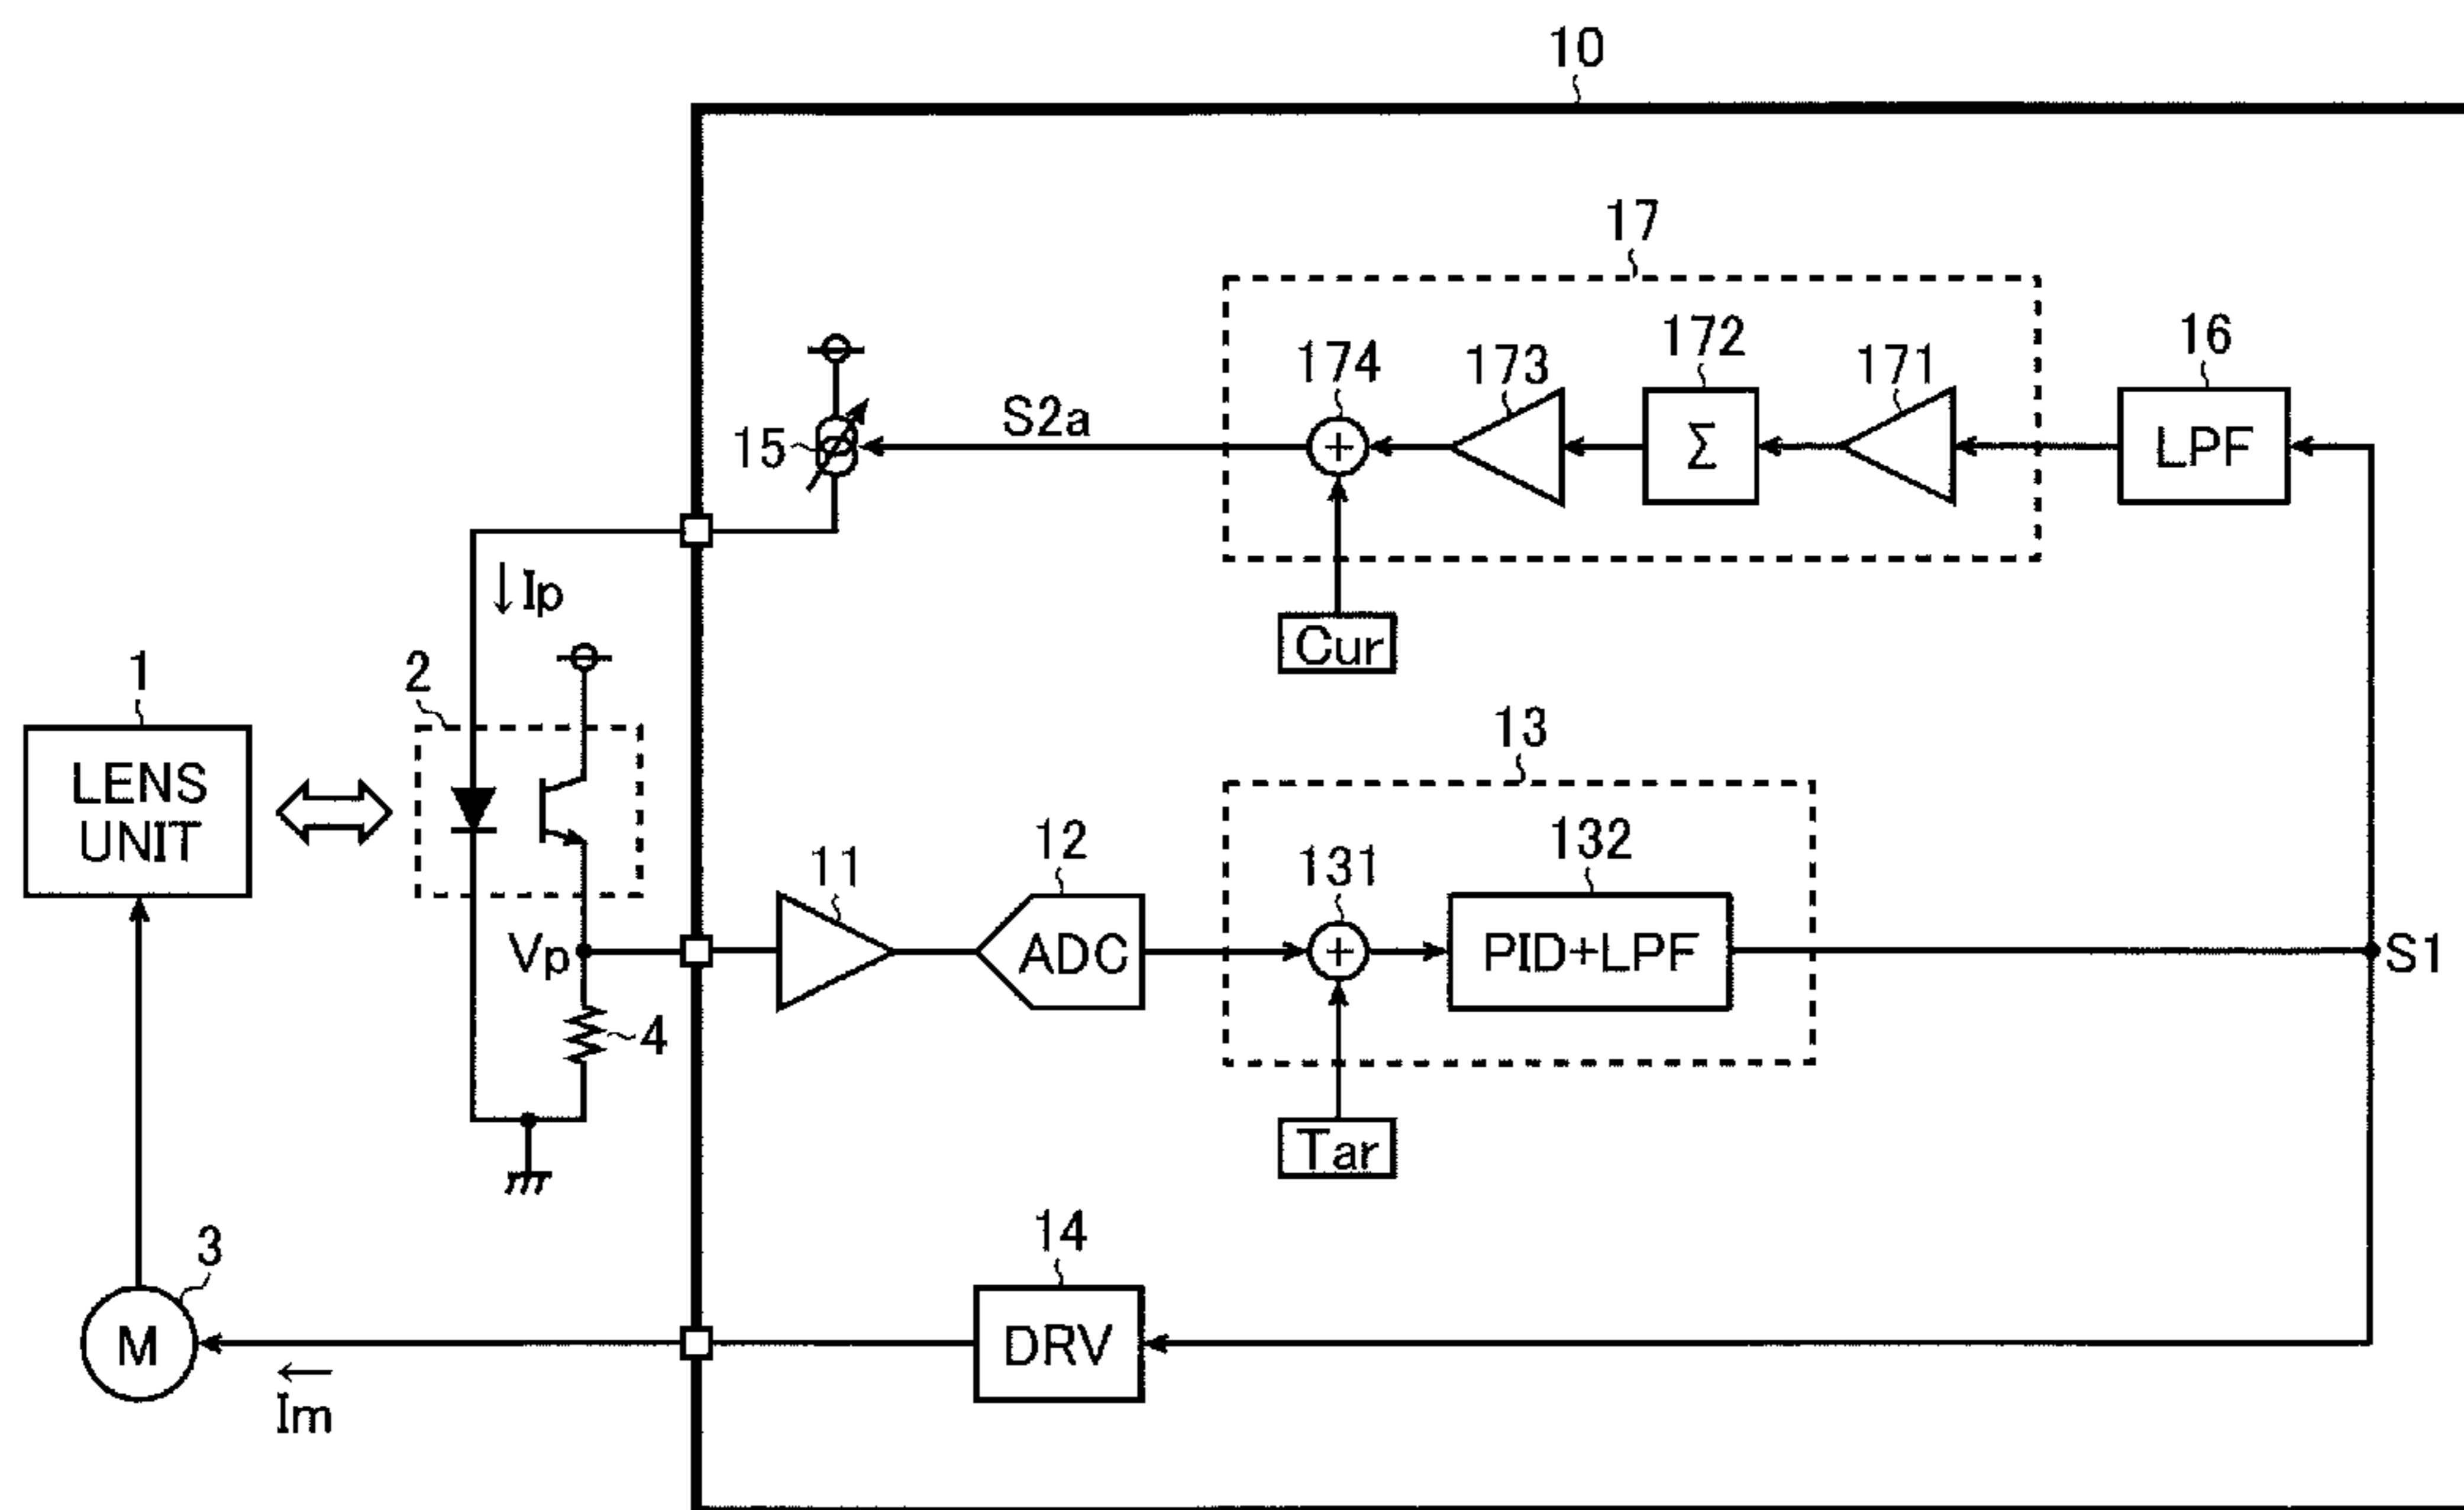 10
17
174
173
172
171
16
15
S2a
+
Σ
LPF
↓Ip
Cur
1
2
LENS
UNIT
13
11
12
131
132
Vp
ADC
+
PID+LPF
S1
4
Tar
3
14
M
DRV
←
Im